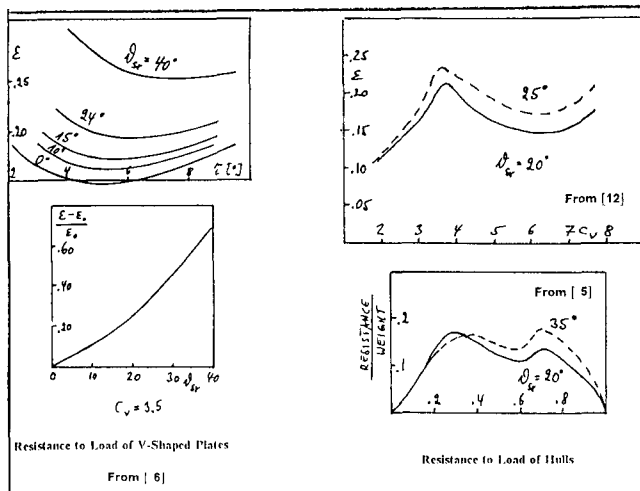 ε
ϑsr = 40°
.25
24°
.20
15°
10°
0°
2 4 6 8 τ[°]
ε-ε₀
ε₀
.60
.40
.20
0 10 20 30 ϑsr 40
Cv = 3.5
Resistance to Load of V-Shaped Plates
From [ 6]
.25
ε
.20
.15
.10
.05
25°
ϑsr = 20°
From [12]
2 3 4 5 6 7 Cv 8
From [ 5]
RESISTANCE
WEIGHT
.2
.1
35°
ϑsr = 20°
.2 .4 .6 .8
Resistance to Load of Hulls